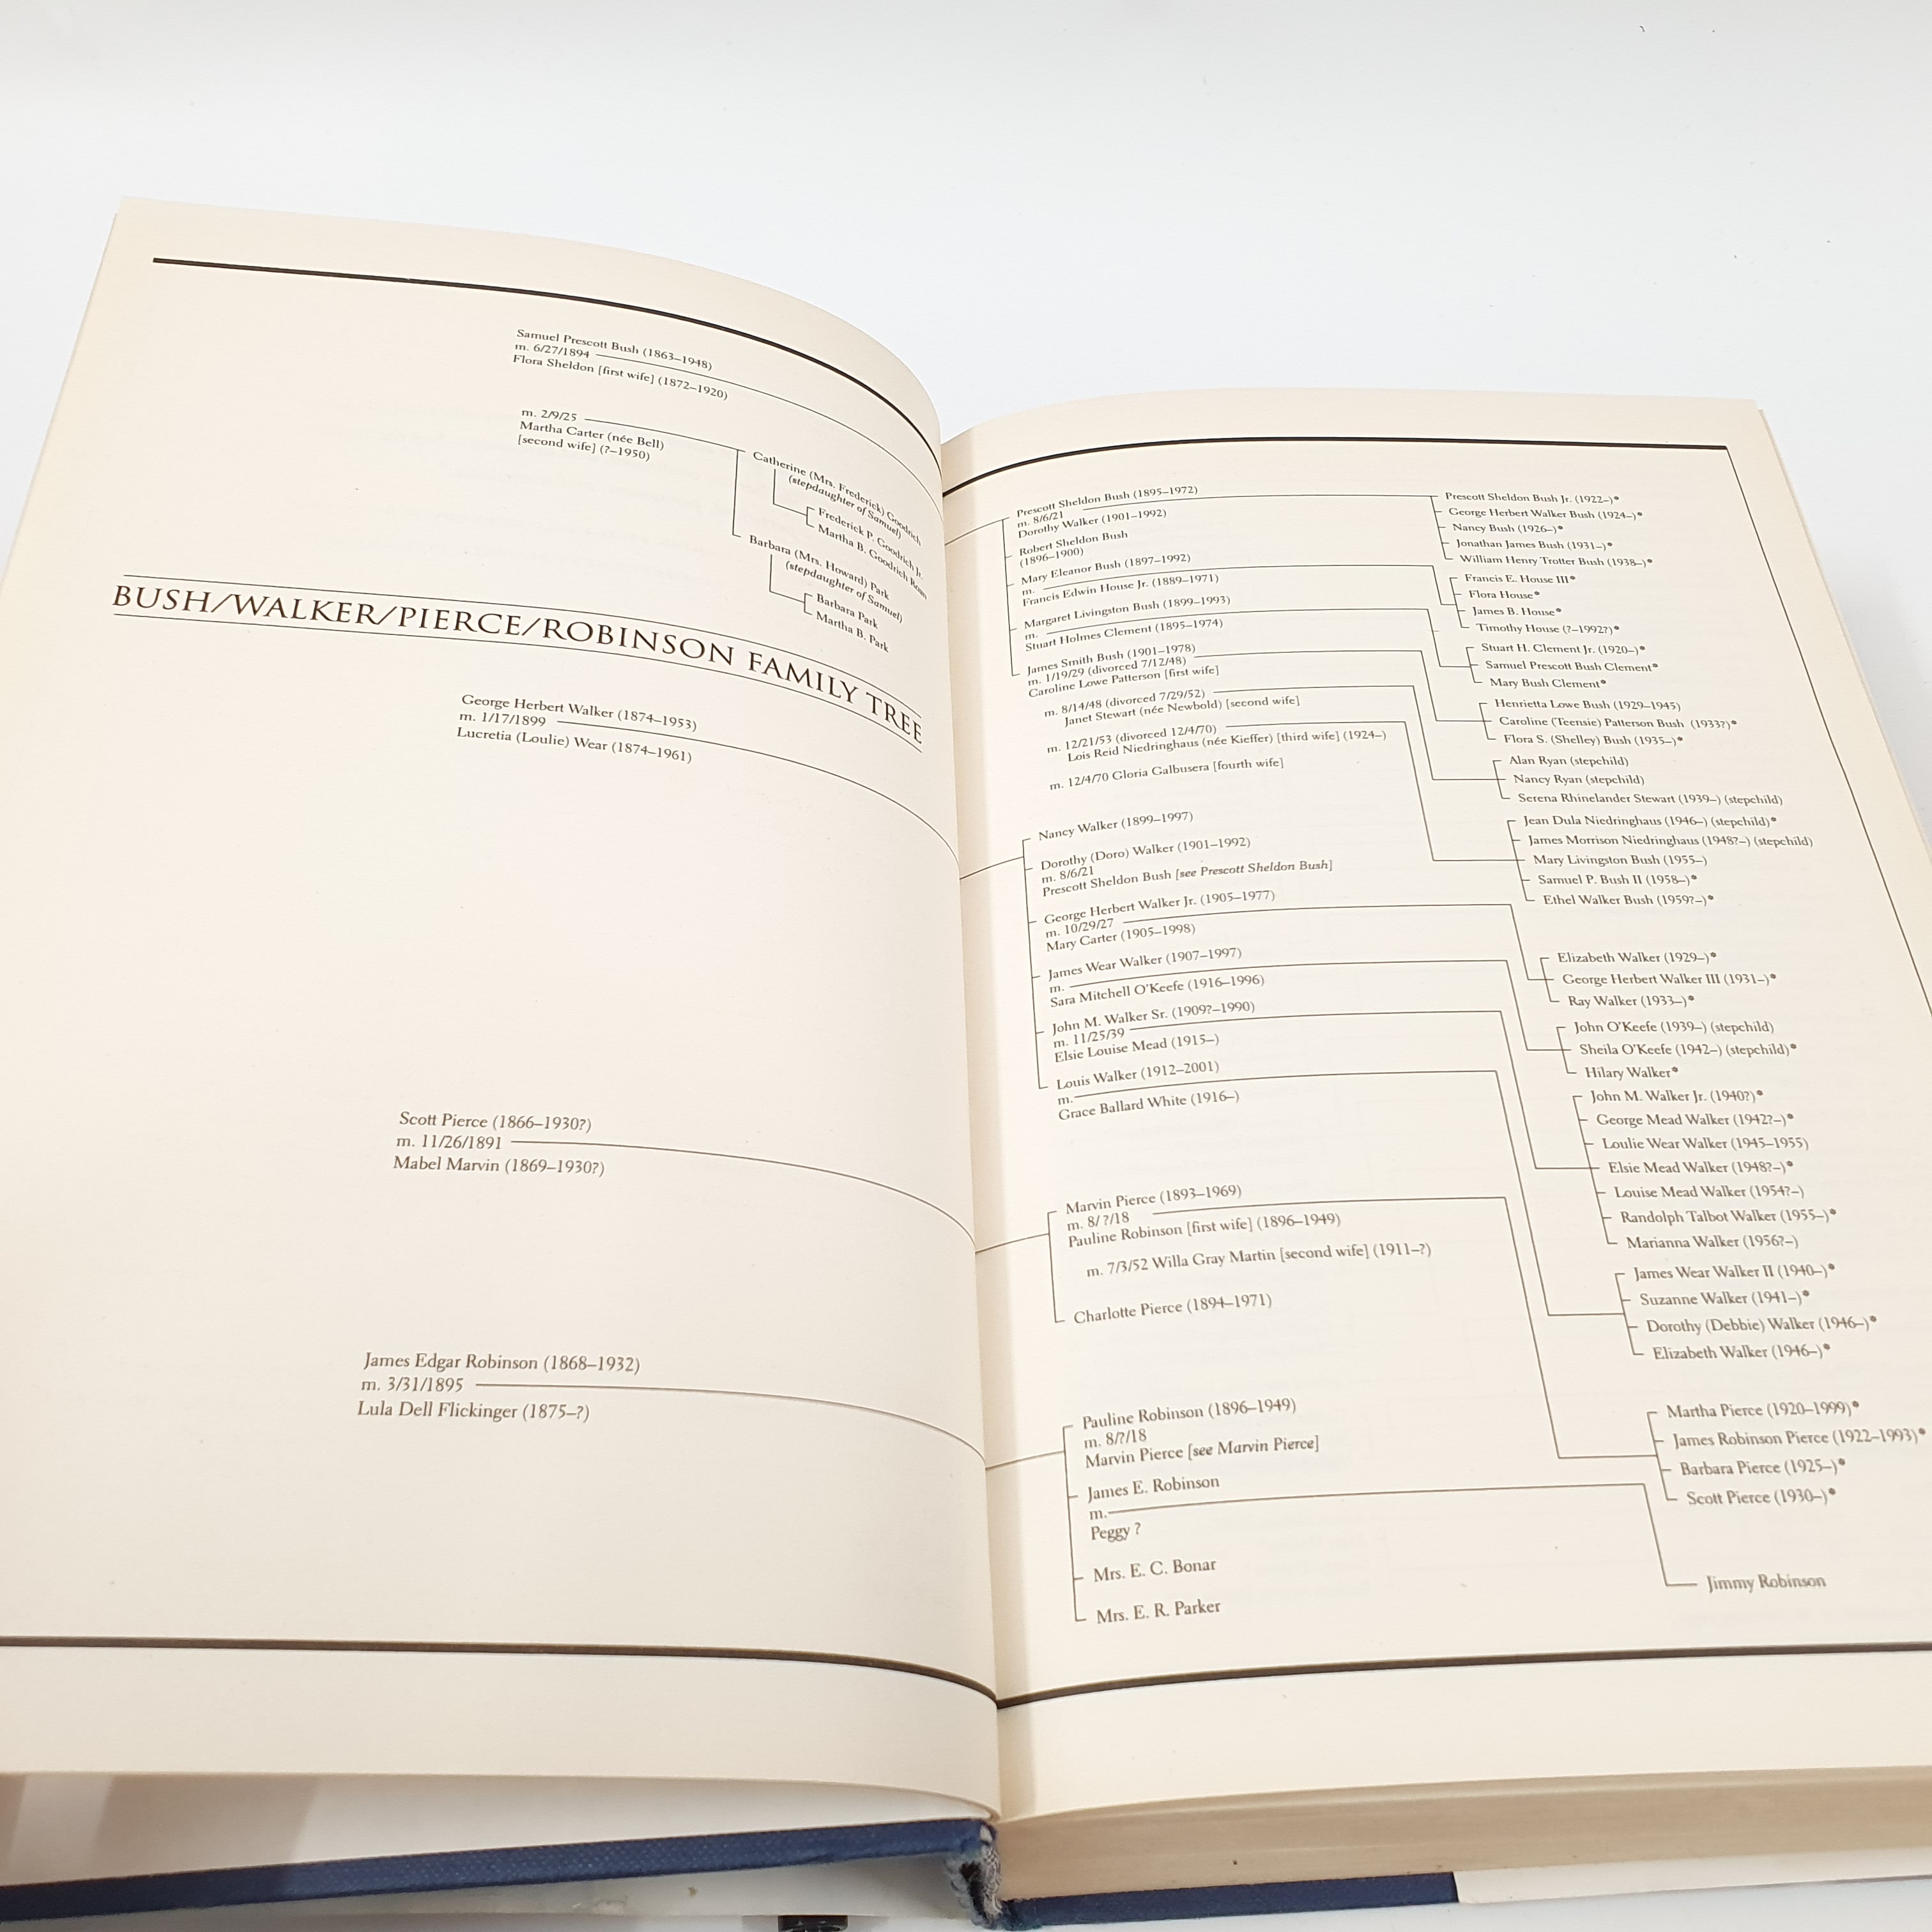 Samuel Prescott Bush (1863–1948)
m. 6/27/1894
Flora Sheldon [first wife] (1872–1920)
m. 2/9/25
Martha Carter (née Bell)
[second wife] (?–1950)
Catherine (Mrs. Frederick) Goodrich
(stepdaughter of Samuel)
Frederick P. Goodrich Jr.
Martha B. Goodrich
Barbara (Mrs. Howard) Park
(stepdaughter of Samuel)
Barbara Park
Martha B. Park
BUSH/WALKER/PIERCE/ROBINSON FAMILY TREE
George Herbert Walker (1874–1953)
m. 1/17/1899
Lucretia (Loulie) Wear (1874–1961)
Scott Pierce (1866–1930?)
m. 11/26/1891
Mabel Marvin (1869–1930?)
James Edgar Robinson (1868–1932)
m. 3/31/1895
Lula Dell Flickinger (1875–?)
Prescott Sheldon Bush (1895–1972)
m. 8/6/21
Dorothy Walker (1901–1992)
Robert Sheldon Bush
(1896–1900)
Mary Eleanor Bush (1897–1992)
m.
Francis Edwin House Jr. (1889–1971)
Margaret Livingston Bush (1899–1993)
m.
Stuart Holmes Clement (1895–1974)
James Smith Bush (1901–1978)
m. 1/19/29 (divorced 7/12/48)
Caroline Lowe Patterson [first wife]
m. 8/14/48 (divorced 7/29/52)
Janet Stewart (née Newbold) [second wife]
m. 12/21/53 (divorced 12/4/70)
Lois Reid Niedringhaus (née Kieffer) [third wife] (1924–)
m. 12/4/70 Gloria Galbusera [fourth wife]
Nancy Walker (1899–1997)
Dorothy (Doro) Walker (1901–1992)
m. 8/6/21
Prescott Sheldon Bush [see Prescott Sheldon Bush]
George Herbert Walker Jr. (1905–1977)
m. 10/29/27
Mary Carter (1905–1998)
James Wear Walker (1907–1997)
m.
Sara Mitchell O'Keefe (1916–1996)
John M. Walker Sr. (1909?–1990)
m. 11/25/39
Elsie Louise Mead (1915–)
Louis Walker (1912–2001)
m.
Grace Ballard White (1916–)
Marvin Pierce (1893–1969)
m. 8/ ?/18
Pauline Robinson [first wife] (1896–1949)
m. 7/3/52 Willa Gray Martin [second wife] (1911–?)
Charlotte Pierce (1894–1971)
Pauline Robinson (1896–1949)
m. 8/?/18
Marvin Pierce [see Marvin Pierce]
James E. Robinson
m.
Peggy ?
Mrs. E. C. Bonar
Mrs. E. R. Parker
Prescott Sheldon Bush Jr. (1922–)*
George Herbert Walker Bush (1924–)*
Nancy Bush (1926–)*
Jonathan James Bush (1931–)*
William Henry Trotter Bush (1938–)*
Francis E. House III*
Flora House*
James B. House*
Timothy House (?–1992?)*
Stuart H. Clement Jr. (1920–)*
Samuel Prescott Bush Clement*
Mary Bush Clement*
Henrietta Lowe Bush (1929–1945)
Caroline (Teensie) Patterson Bush (1933?)*
Flora S. (Shelley) Bush (1935–)*
Alan Ryan (stepchild)
Nancy Ryan (stepchild)
Serena Rhinelander Stewart (1939–) (stepchild)
Jean Dula Niedringhaus (1946–) (stepchild)*
James Morrison Niedringhaus (1948?–) (stepchild)
Mary Livingston Bush (1955–)
Samuel P. Bush II (1958–)*
Ethel Walker Bush (1959?–)*
Elizabeth Walker (1929–)*
George Herbert Walker III (1931–)*
Ray Walker (1933–)*
John O'Keefe (1939–) (stepchild)
Sheila O'Keefe (1942–) (stepchild)*
Hilary Walker*
John M. Walker Jr. (1940?)*
George Mead Walker (1942?–)*
Loulie Wear Walker (1945–1955)
Elsie Mead Walker (1948?–)*
Louise Mead Walker (1954?–)
Randolph Talbot Walker (1955–)*
Marianna Walker (1956?–)
James Wear Walker II (1940–)*
Suzanne Walker (1941–)*
Dorothy (Debbie) Walker (1946–)*
Elizabeth Walker (1946–)*
Martha Pierce (1920–1999)*
James Robinson Pierce (1922–1993)*
Barbara Pierce (1925–)*
Scott Pierce (1930–)*
Jimmy Robinson